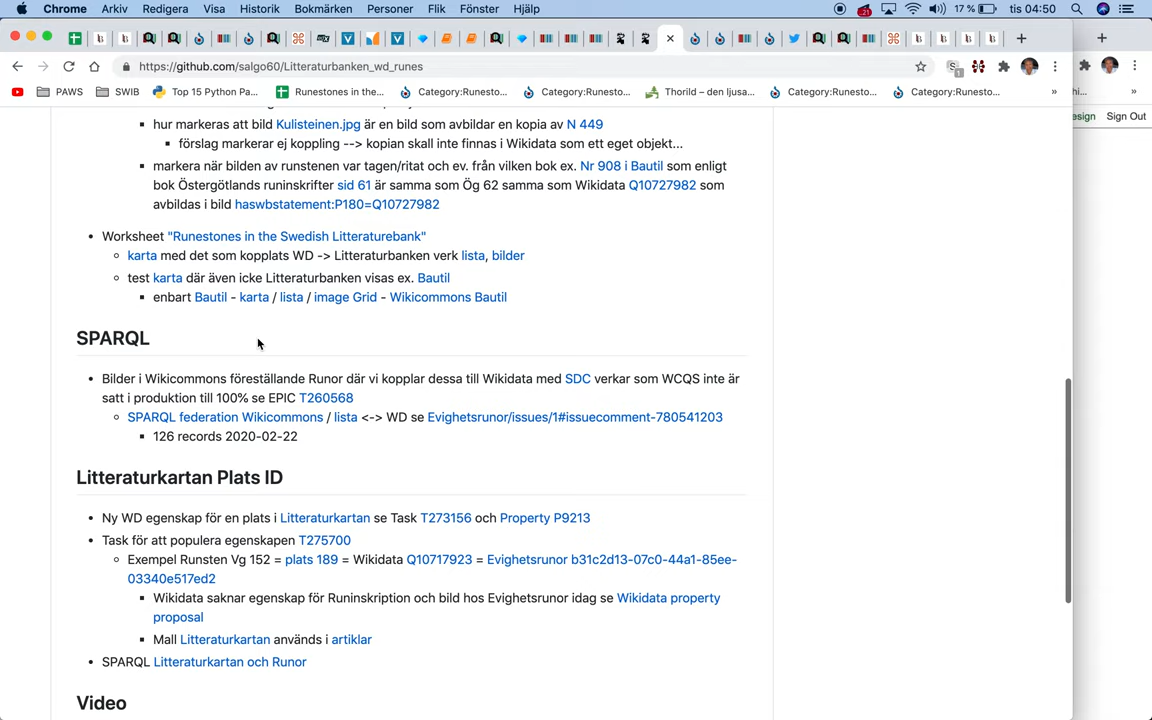 Chrome Arkiv Redigera Visa Historik Bokmärken Personer Flik Fönster Hjälp 17 % tis 04:50
https://github.com/salgo60/Litteraturbanken_wd_runes
PAWS SWIB Top 15 Python Pa... Runestones in the... Category:Runesto... Category:Runesto... Thorild – den ljusa... Category:Runesto... Category:Runesto... »
Sign Out
hur markeras att bild Kulisteinen.jpg är en bild som avbildar en kopia av N 449
förslag markerar ej koppling --> kopian skall inte finnas i Wikidata som ett eget objekt...
markera när bilden av runstenen var tagen/ritat och ev. från vilken bok ex. Nr 908 i Bautil som enligt
bok Östergötlands runinskrifter sid 61 är samma som Ög 62 samma som Wikidata Q10727982 som
avbildas i bild haswbstatement:P180=Q10727982
Worksheet "Runestones in the Swedish Litteraturebank"
karta med det som kopplats WD -> Litteraturbanken verk lista, bilder
test karta där även icke Litteraturbanken visas ex. Bautil
enbart Bautil - karta / lista / image Grid - Wikicommons Bautil
SPARQL
Bilder i Wikicommons föreställande Runor där vi kopplar dessa till Wikidata med SDC verkar som WCQS inte är
satt i produktion till 100% se EPIC T260568
SPARQL federation Wikicommons / lista <-> WD se Evighetsrunor/issues/1#issuecomment-780541203
126 records 2020-02-22
Litteraturkartan Plats ID
Ny WD egenskap för en plats i Litteraturkartan se Task T273156 och Property P9213
Task för att populera egenskapen T275700
Exempel Runsten Vg 152 = plats 189 = Wikidata Q10717923 = Evighetsrunor b31c2d13-07c0-44a1-85ee-
03340e517ed2
Wikidata saknar egenskap för Runinskription och bild hos Evighetsrunor idag se Wikidata property
proposal
Mall Litteraturkartan används i artiklar
SPARQL Litteraturkartan och Runor
Video